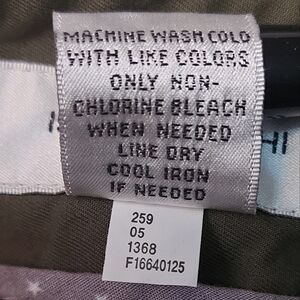 MACHINE WASH COLD
WITH LIKE COLORS
ONLY NON-
CHLORINE BLEACH
WHEN NEEDED
LINE DRY
COOL IRON
IF NEEDED
259
05
1368
F16640125